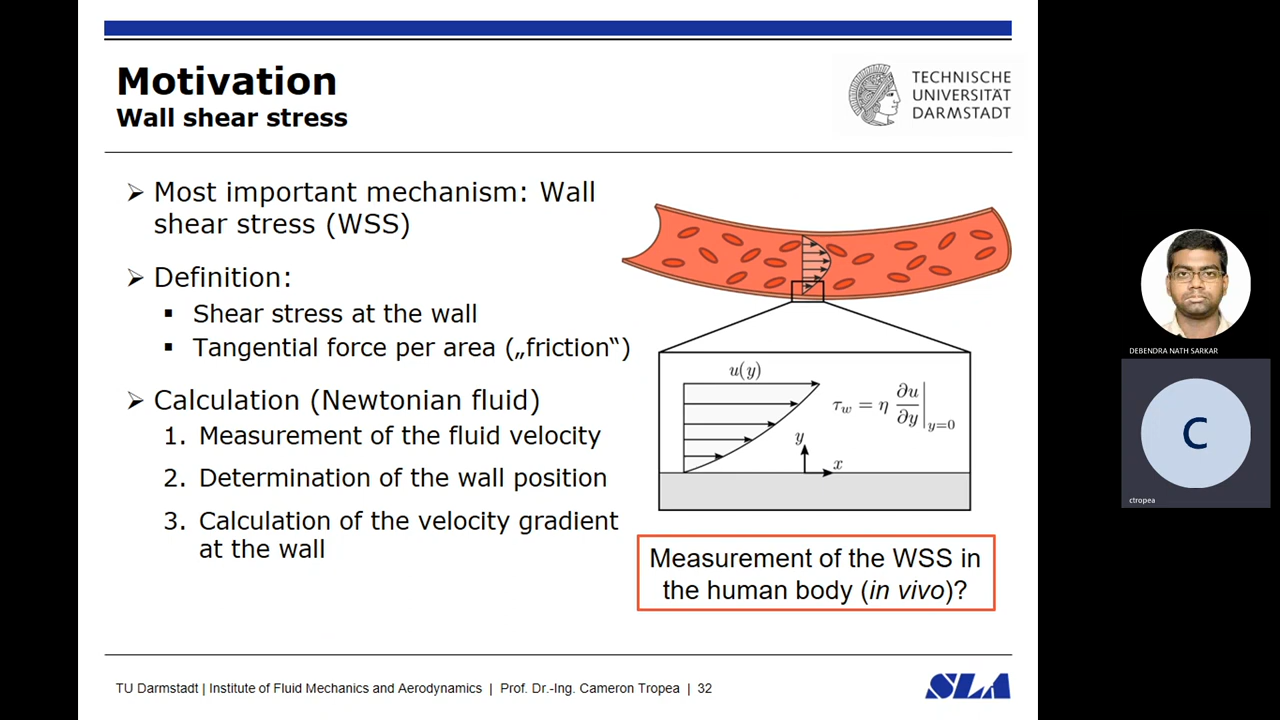 Motivation
Wall shear stress
TECHNISCHE
UNIVERSITÄT
DARMSTADT
➢ Most important mechanism: Wall
shear stress (WSS)
➢ Definition:
▪ Shear stress at the wall
▪ Tangential force per area („friction“)
➢ Calculation (Newtonian fluid)
1. Measurement of the fluid velocity
2. Determination of the wall position
3. Calculation of the velocity gradient
at the wall
u(y)
τw = η ∂u/∂y|y=0
y
x
Measurement of the WSS in
the human body (in vivo)?
TU Darmstadt | Institute of Fluid Mechanics and Aerodynamics | Prof. Dr.-Ing. Cameron Tropea | 32
SLA
DEBENDRA NATH SARKAR
C
ctropea